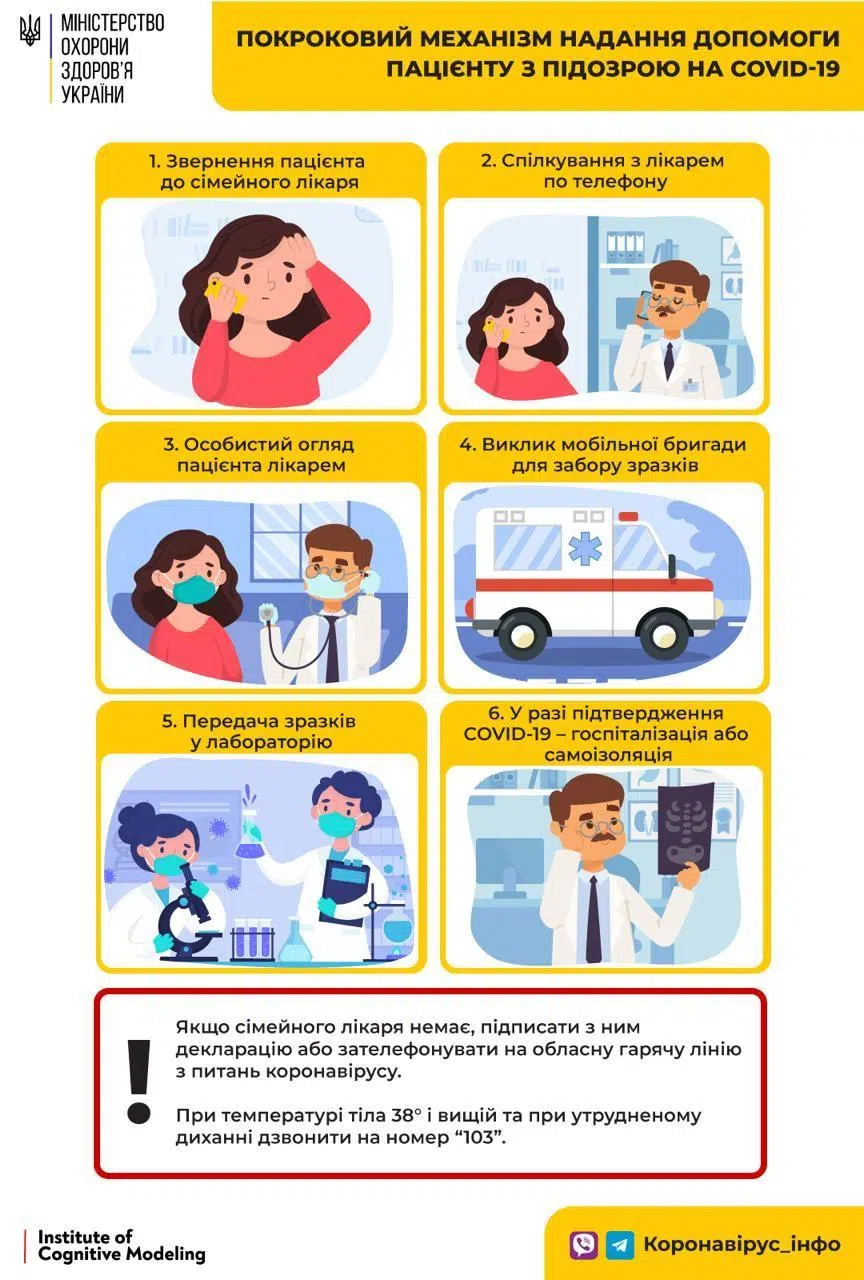 МІНІСТЕРСТВО
ОХОРОНИ
ЗДОРОВ'Я
УКРАЇНИ
ПОКРОКОВИЙ МЕХАНІЗМ НАДАННЯ ДОПОМОГИ
ПАЦІЄНТУ З ПІДОЗРОЮ НА COVID-19
1. Звернення пацієнта
до сімейного лікаря
2. Спілкування з лікарем
по телефону
3. Особистий огляд
пацієнта лікарем
4. Виклик мобільної бригади
для забору зразків
5. Передача зразків
у лабораторію
6. У разі підтвердження
COVID-19 – госпіталізація або
самоізоляція
!
Якщо сімейного лікаря немає, підписати з ним
декларацію або зателефонувати на обласну гарячу лінію
з питань коронавірусу.
При температурі тіла 38° і вищій та при утрудненому
диханні дзвонити на номер “103”.
Institute of
Cognitive Modeling
Коронавірус_інфо